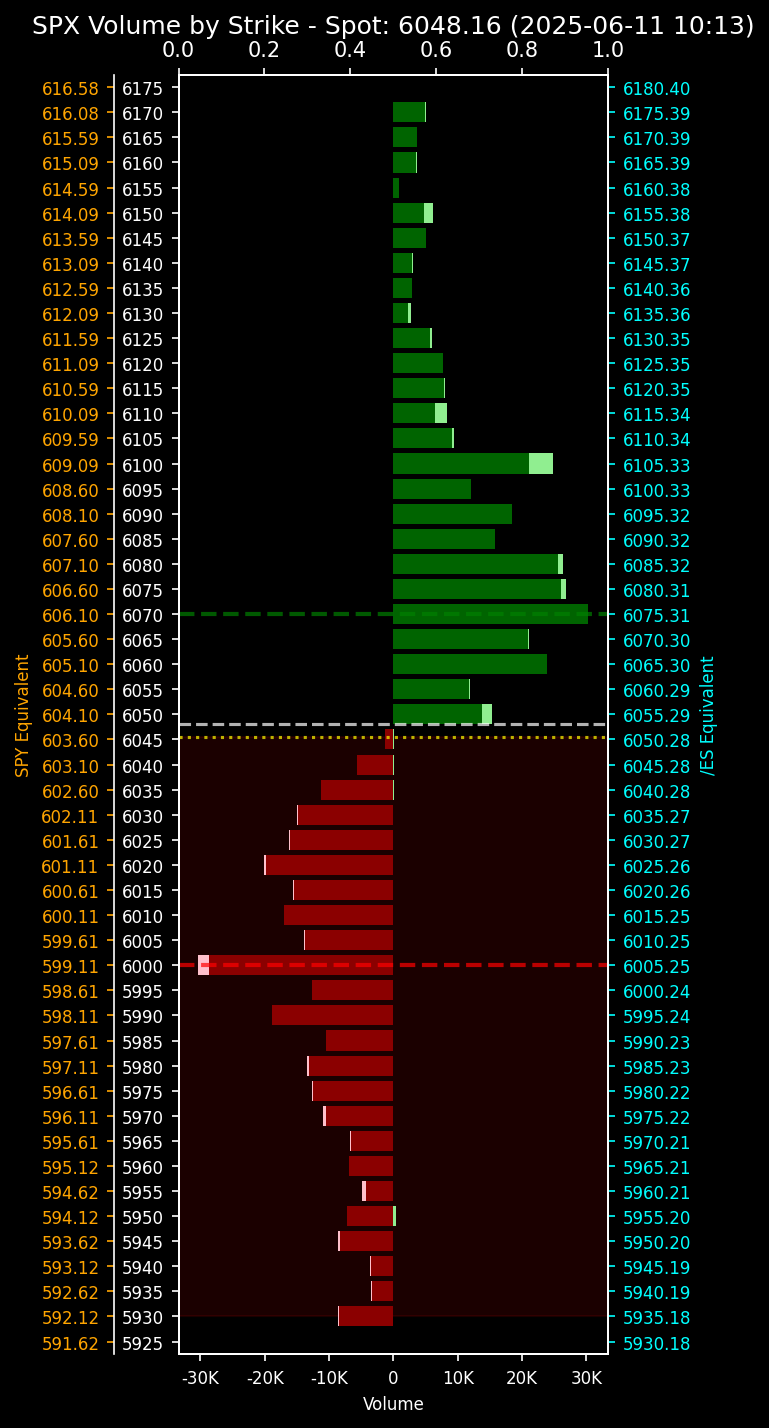 SPX Volume by Strike - Spot: 6048.16 (2025-06-11 10:13)
0.0 0.2 0.4 0.6 0.8 1.0
616.58 6175 6180.40
616.08 6170 6175.39
615.59 6165 6170.39
615.09 6160 6165.39
614.59 6155 6160.38
614.09 6150 6155.38
613.59 6145 6150.37
613.09 6140 6145.37
612.59 6135 6140.36
612.09 6130 6135.36
611.59 6125 6130.35
611.09 6120 6125.35
610.59 6115 6120.35
610.09 6110 6115.34
609.59 6105 6110.34
609.09 6100 6105.33
608.60 6095 6100.33
608.10 6090 6095.32
607.60 6085 6090.32
607.10 6080 6085.32
606.60 6075 6080.31
606.10 6070 6075.31
605.60 6065 6070.30
605.10 6060 6065.30
604.60 6055 6060.29
604.10 6050 6055.29
603.60 6045 6050.28
603.10 6040 6045.28
602.60 6035 6040.28
602.11 6030 6035.27
601.61 6025 6030.27
601.11 6020 6025.26
600.61 6015 6020.26
600.11 6010 6015.25
599.61 6005 6010.25
599.11 6000 6005.25
598.61 5995 6000.24
598.11 5990 5995.24
597.61 5985 5990.23
597.11 5980 5985.23
596.61 5975 5980.22
596.11 5970 5975.22
595.61 5965 5970.21
595.12 5960 5965.21
594.62 5955 5960.21
594.12 5950 5955.20
593.62 5945 5950.20
593.12 5940 5945.19
592.62 5935 5940.19
592.12 5930 5935.18
591.62 5925 5930.18
SPY Equivalent
/ES Equivalent
-30K -20K -10K 0 10K 20K 30K
Volume